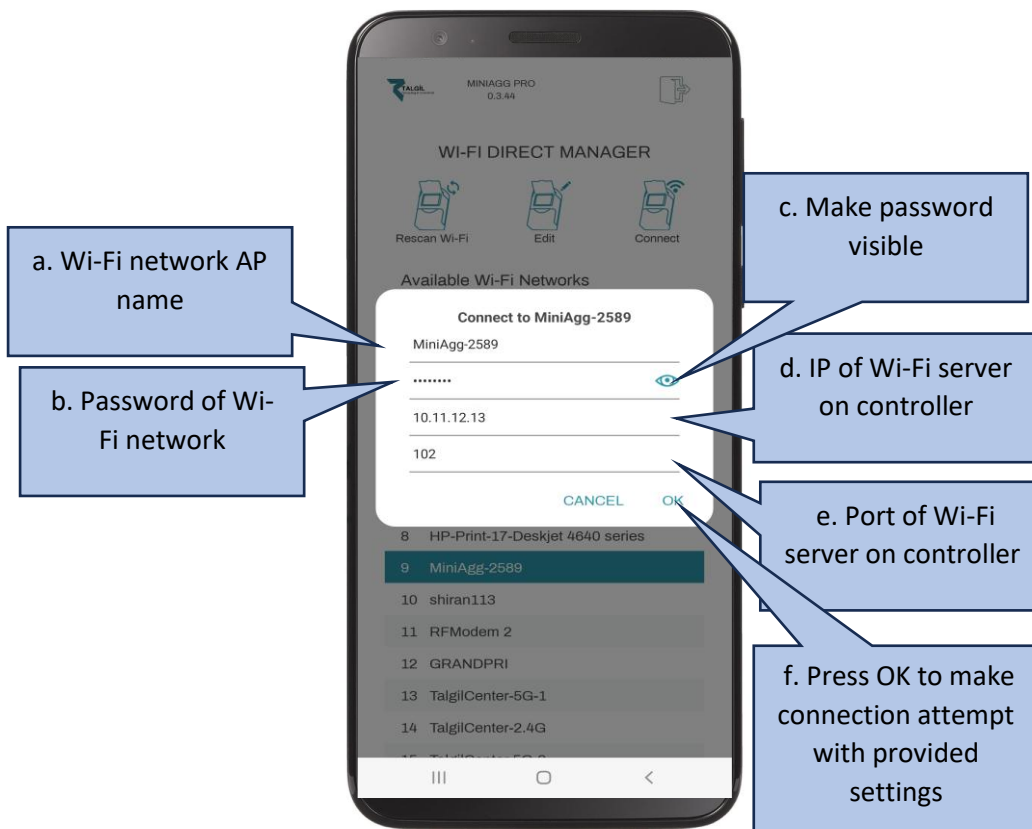 TALGIL
MINIAGG PRO
0.3.44
WI-FI DIRECT MANAGER
Rescan Wi-Fi
Edit
Connect
Available Wi-Fi Networks
Connect to MiniAgg-2589
MiniAgg-2589
········
10.11.12.13
102
CANCEL
OK
8 HP-Print-17-Deskjet 4640 series
9 MiniAgg-2589
10 shiran113
11 RFModem 2
12 GRANDPRI
13 TalgilCenter-5G-1
14 TalgilCenter-2.4G
a. Wi-Fi network AP
name
b. Password of Wi-
Fi network
c. Make password
visible
d. IP of Wi-Fi server
on controller
e. Port of Wi-Fi
server on controller
f. Press OK to make
connection attempt
with provided
settings